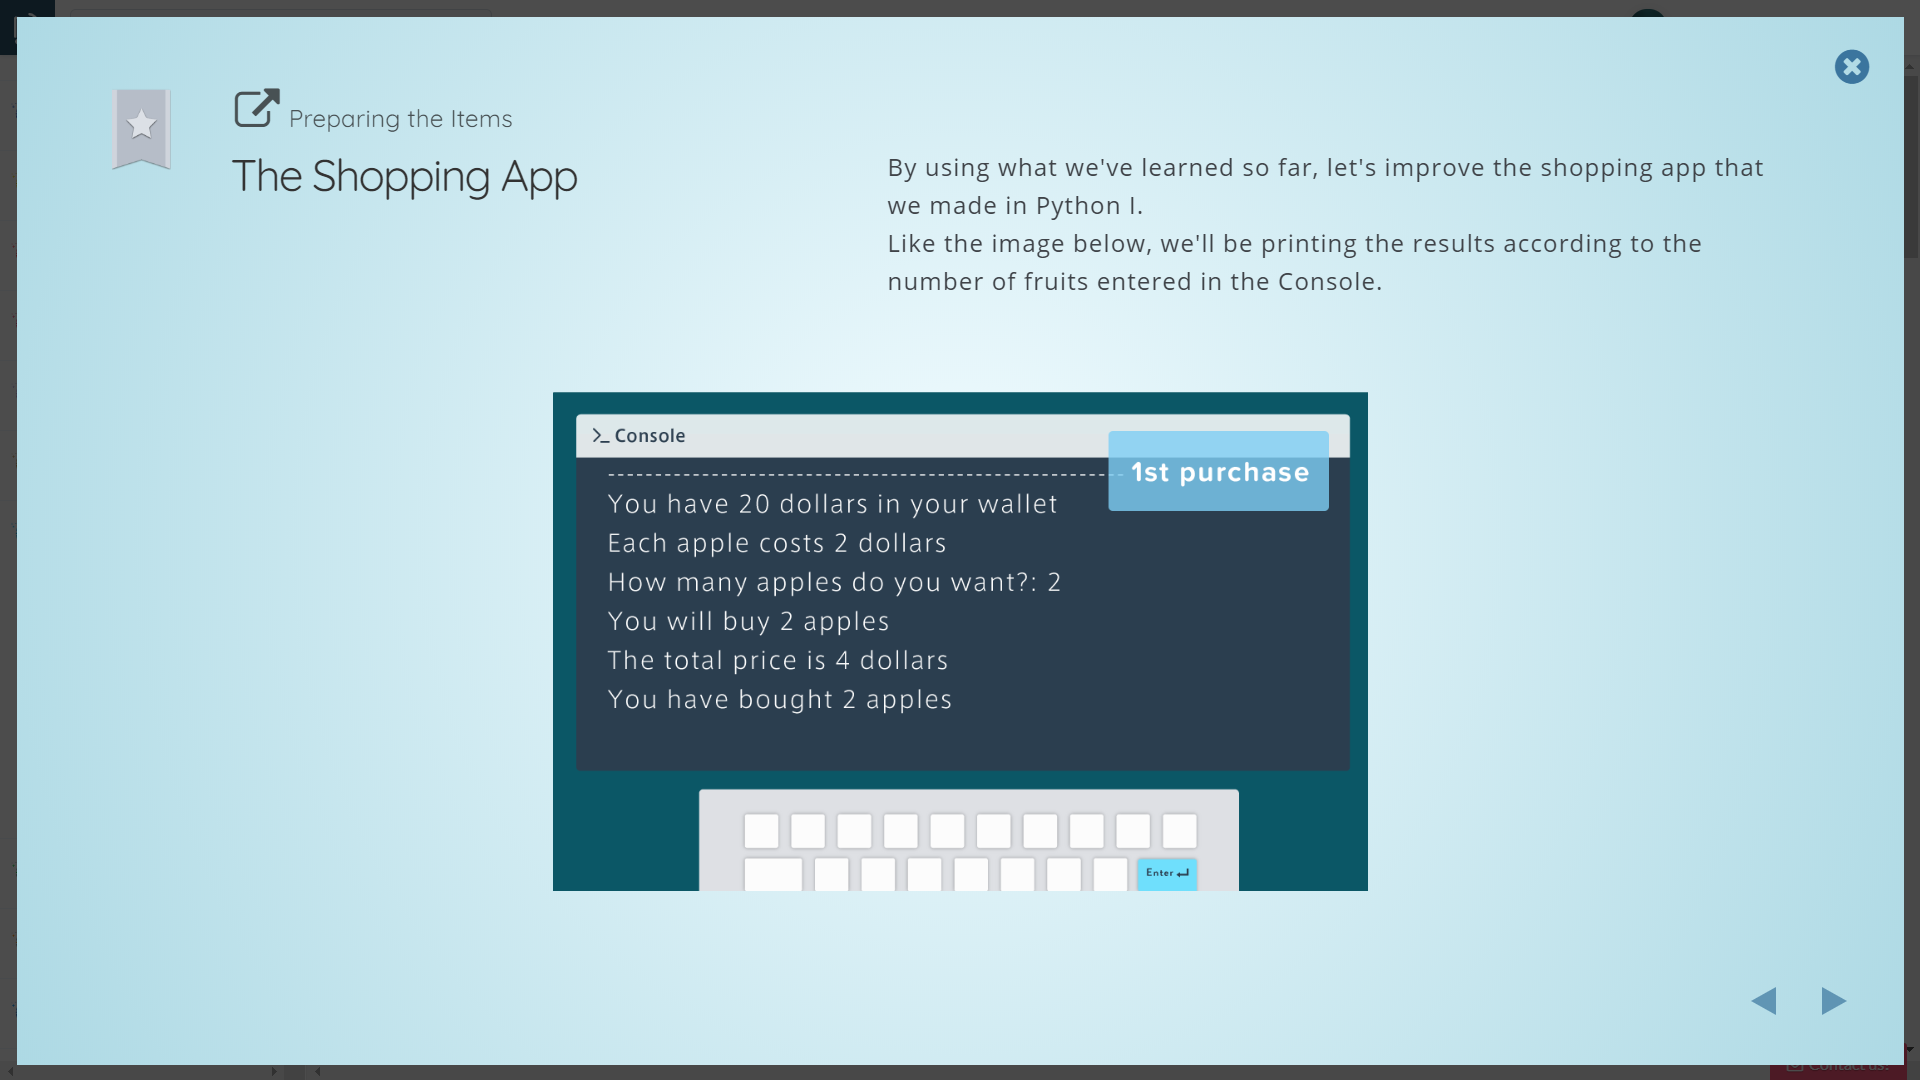 Preparing the Items
The Shopping App
By using what we've learned so far, let's improve the shopping app that
we made in Python I.
Like the image below, we'll be printing the results according to the
number of fruits entered in the Console.
>_ Console
1st purchase
------------------------------------------------------
You have 20 dollars in your wallet
Each apple costs 2 dollars
How many apples do you want?: 2
You will buy 2 apples
The total price is 4 dollars
You have bought 2 apples
Enter
Contact us!